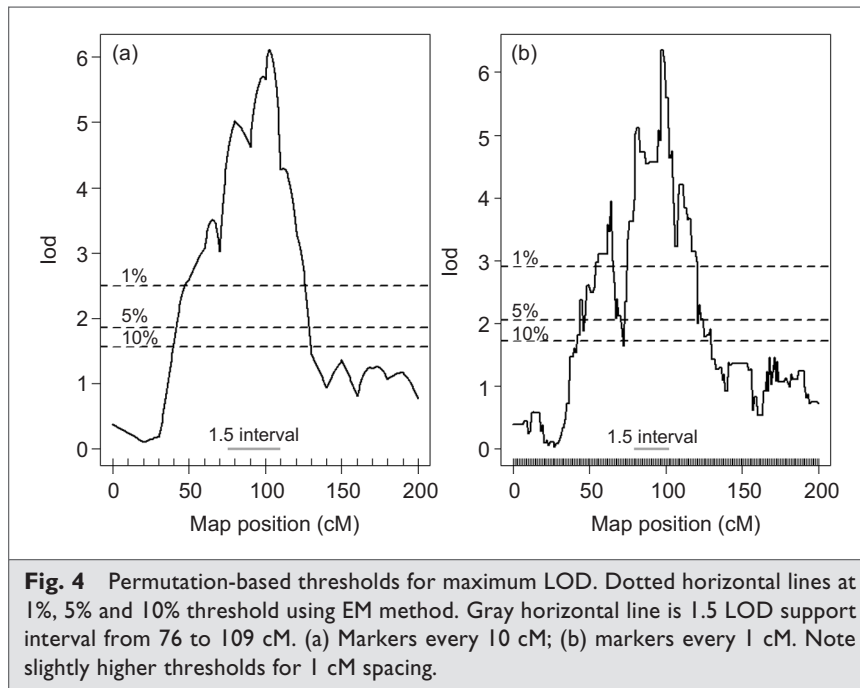 (a)
6
5
4
3
2
1
0
lod
1%
5%
10%
1.5 interval
0 50 100 150 200
Map position (cM)
(b)
6
5
4
3
2
1
0
lod
1%
5%
10%
1.5 interval
0 50 100 150 200
Map position (cM)
Fig. 4 Permutation-based thresholds for maximum LOD. Dotted horizontal lines at
1%, 5% and 10% threshold using EM method. Gray horizontal line is 1.5 LOD support
interval from 76 to 109 cM. (a) Markers every 10 cM; (b) markers every 1 cM. Note
slightly higher thresholds for 1 cM spacing.